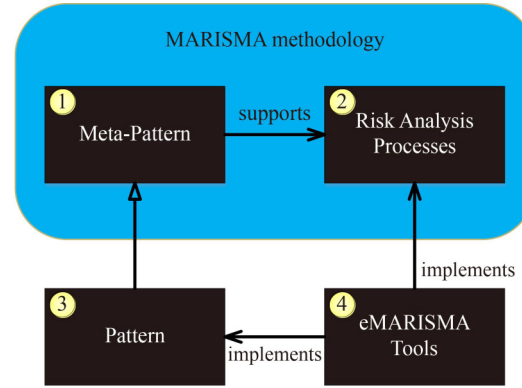 MARISMA methodology
1
Meta-Pattern
supports
2
Risk Analysis
Processes
implements
3
Pattern
implements
4
eMARISMA
Tools